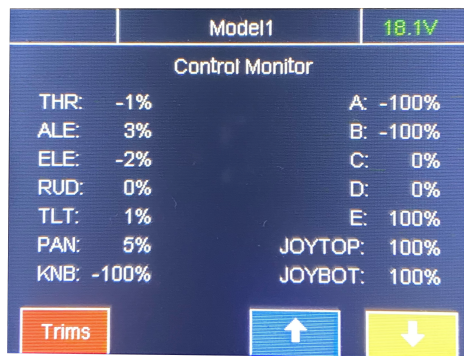 Model1 18.1V
Control Monitor
THR: -1% A: -100%
ALE: 3% B: -100%
ELE: -2% C: 0%
RUD: 0% D: 0%
TLT: 1% E: 100%
PAN: 5% JOYTOP: 100%
KNB: -100% JOYBOT: 100%
Trims